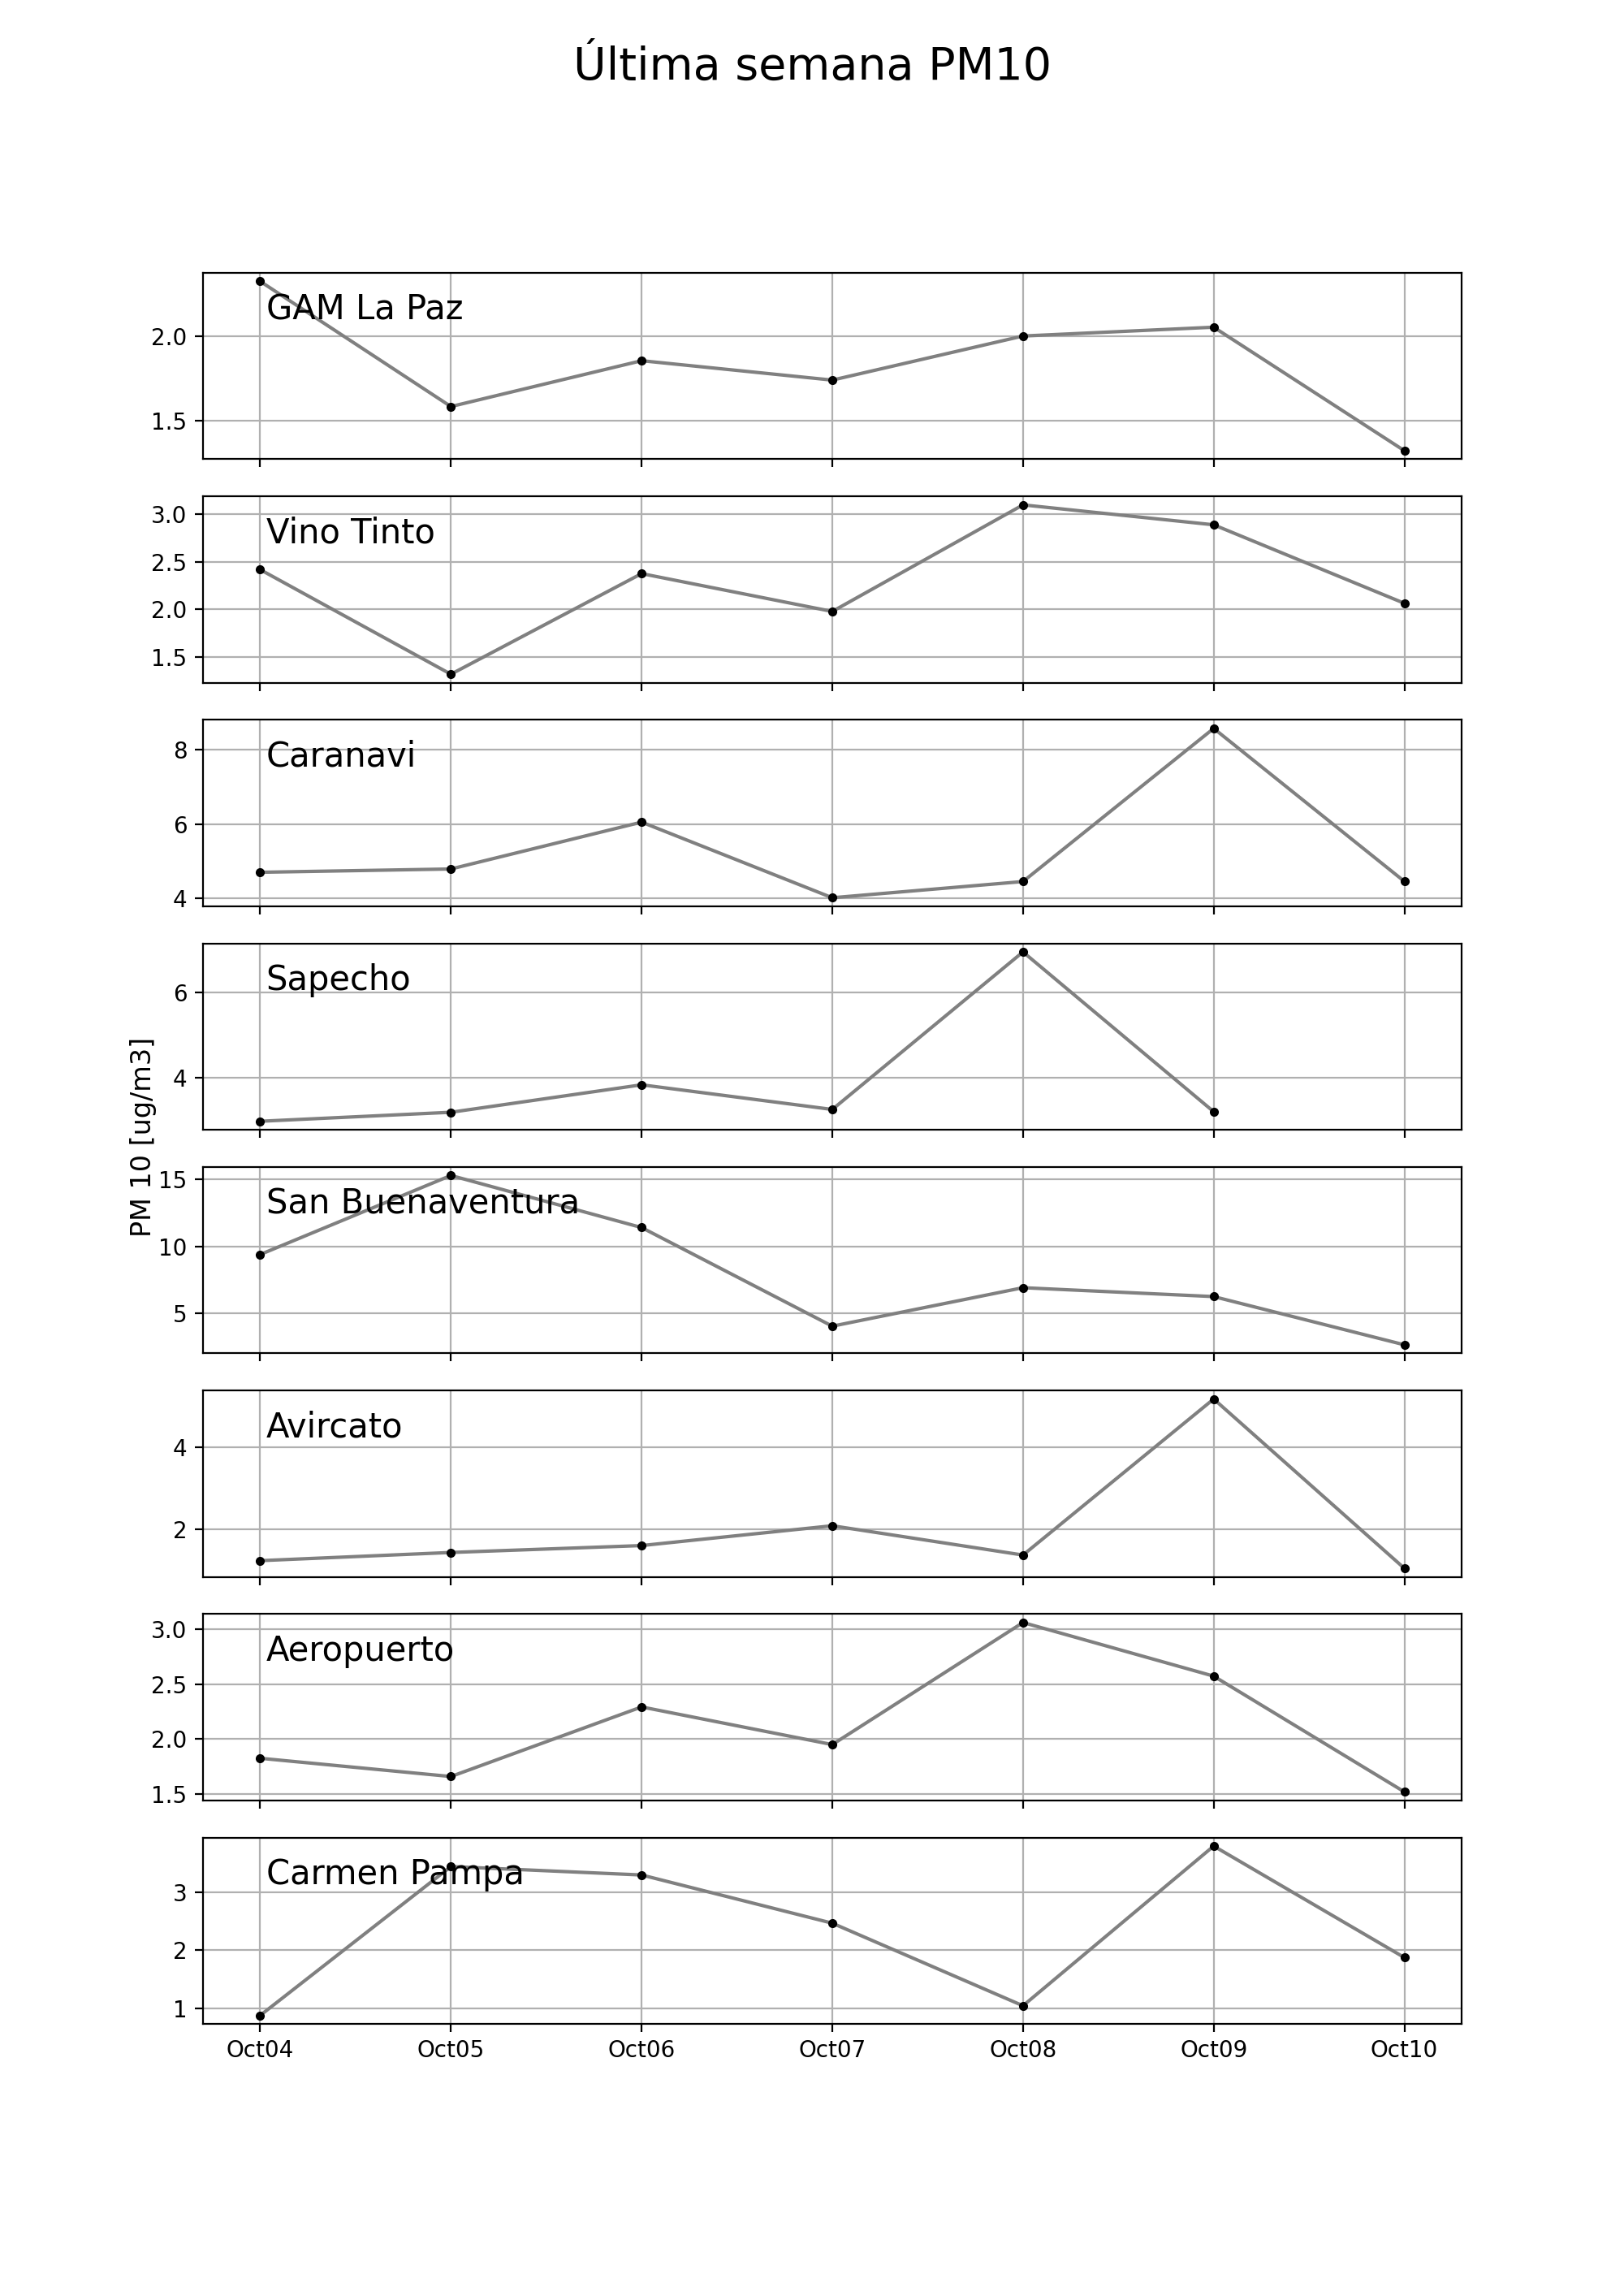 Última semana PM10
GAM La Paz
2.0
1.5
Vino Tinto
3.0
2.5
2.0
1.5
Caranavi
8
6
4
Sapecho
6
4
PM 10 [ug/m3]
San Buenaventura
15
10
5
Avircato
4
2
Aeropuerto
3.0
2.5
2.0
1.5
Carmen Pampa
3
2
1
Oct04 Oct05 Oct06 Oct07 Oct08 Oct09 Oct10